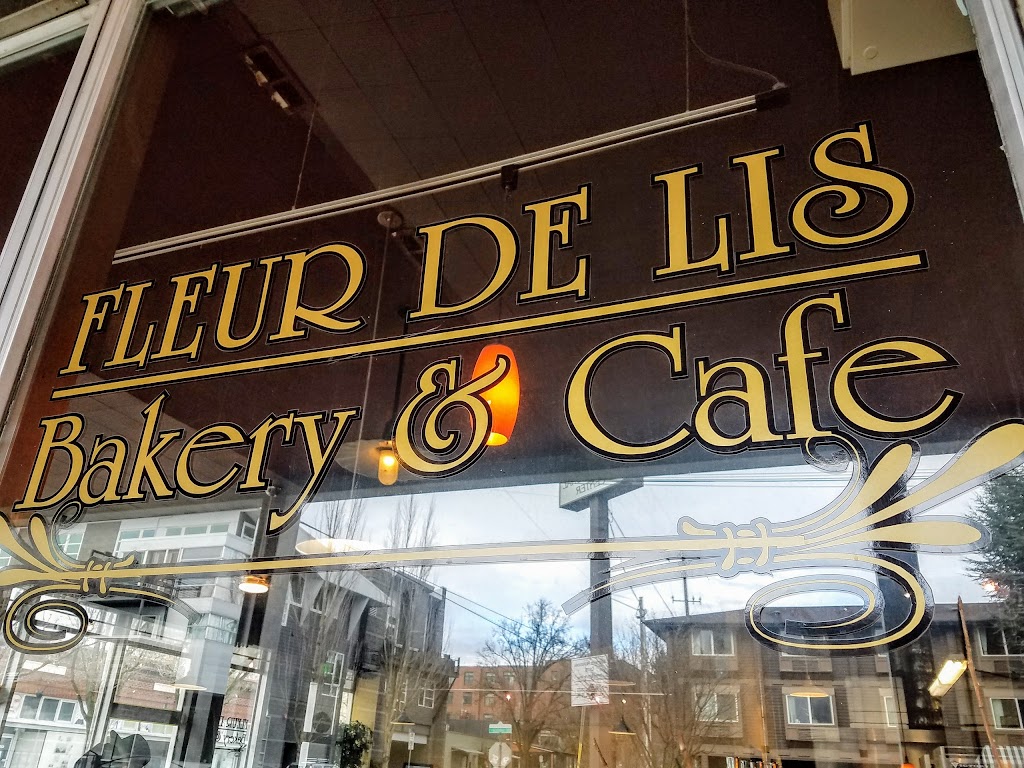 FLEUR DE LIS
Bakery & Cafe